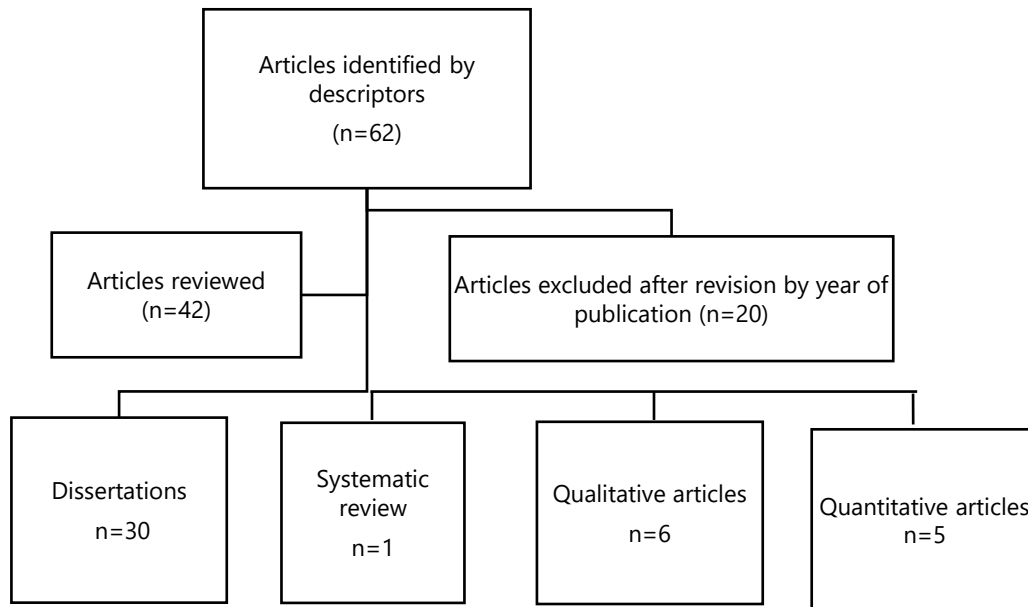 Articles identified by
descriptors
(n=62)
Articles reviewed
(n=42)
Articles excluded after revision by year of
publication (n=20)
Dissertations
n=30
Systematic
review
n=1
Qualitative articles
n=6
Quantitative articles
n=5